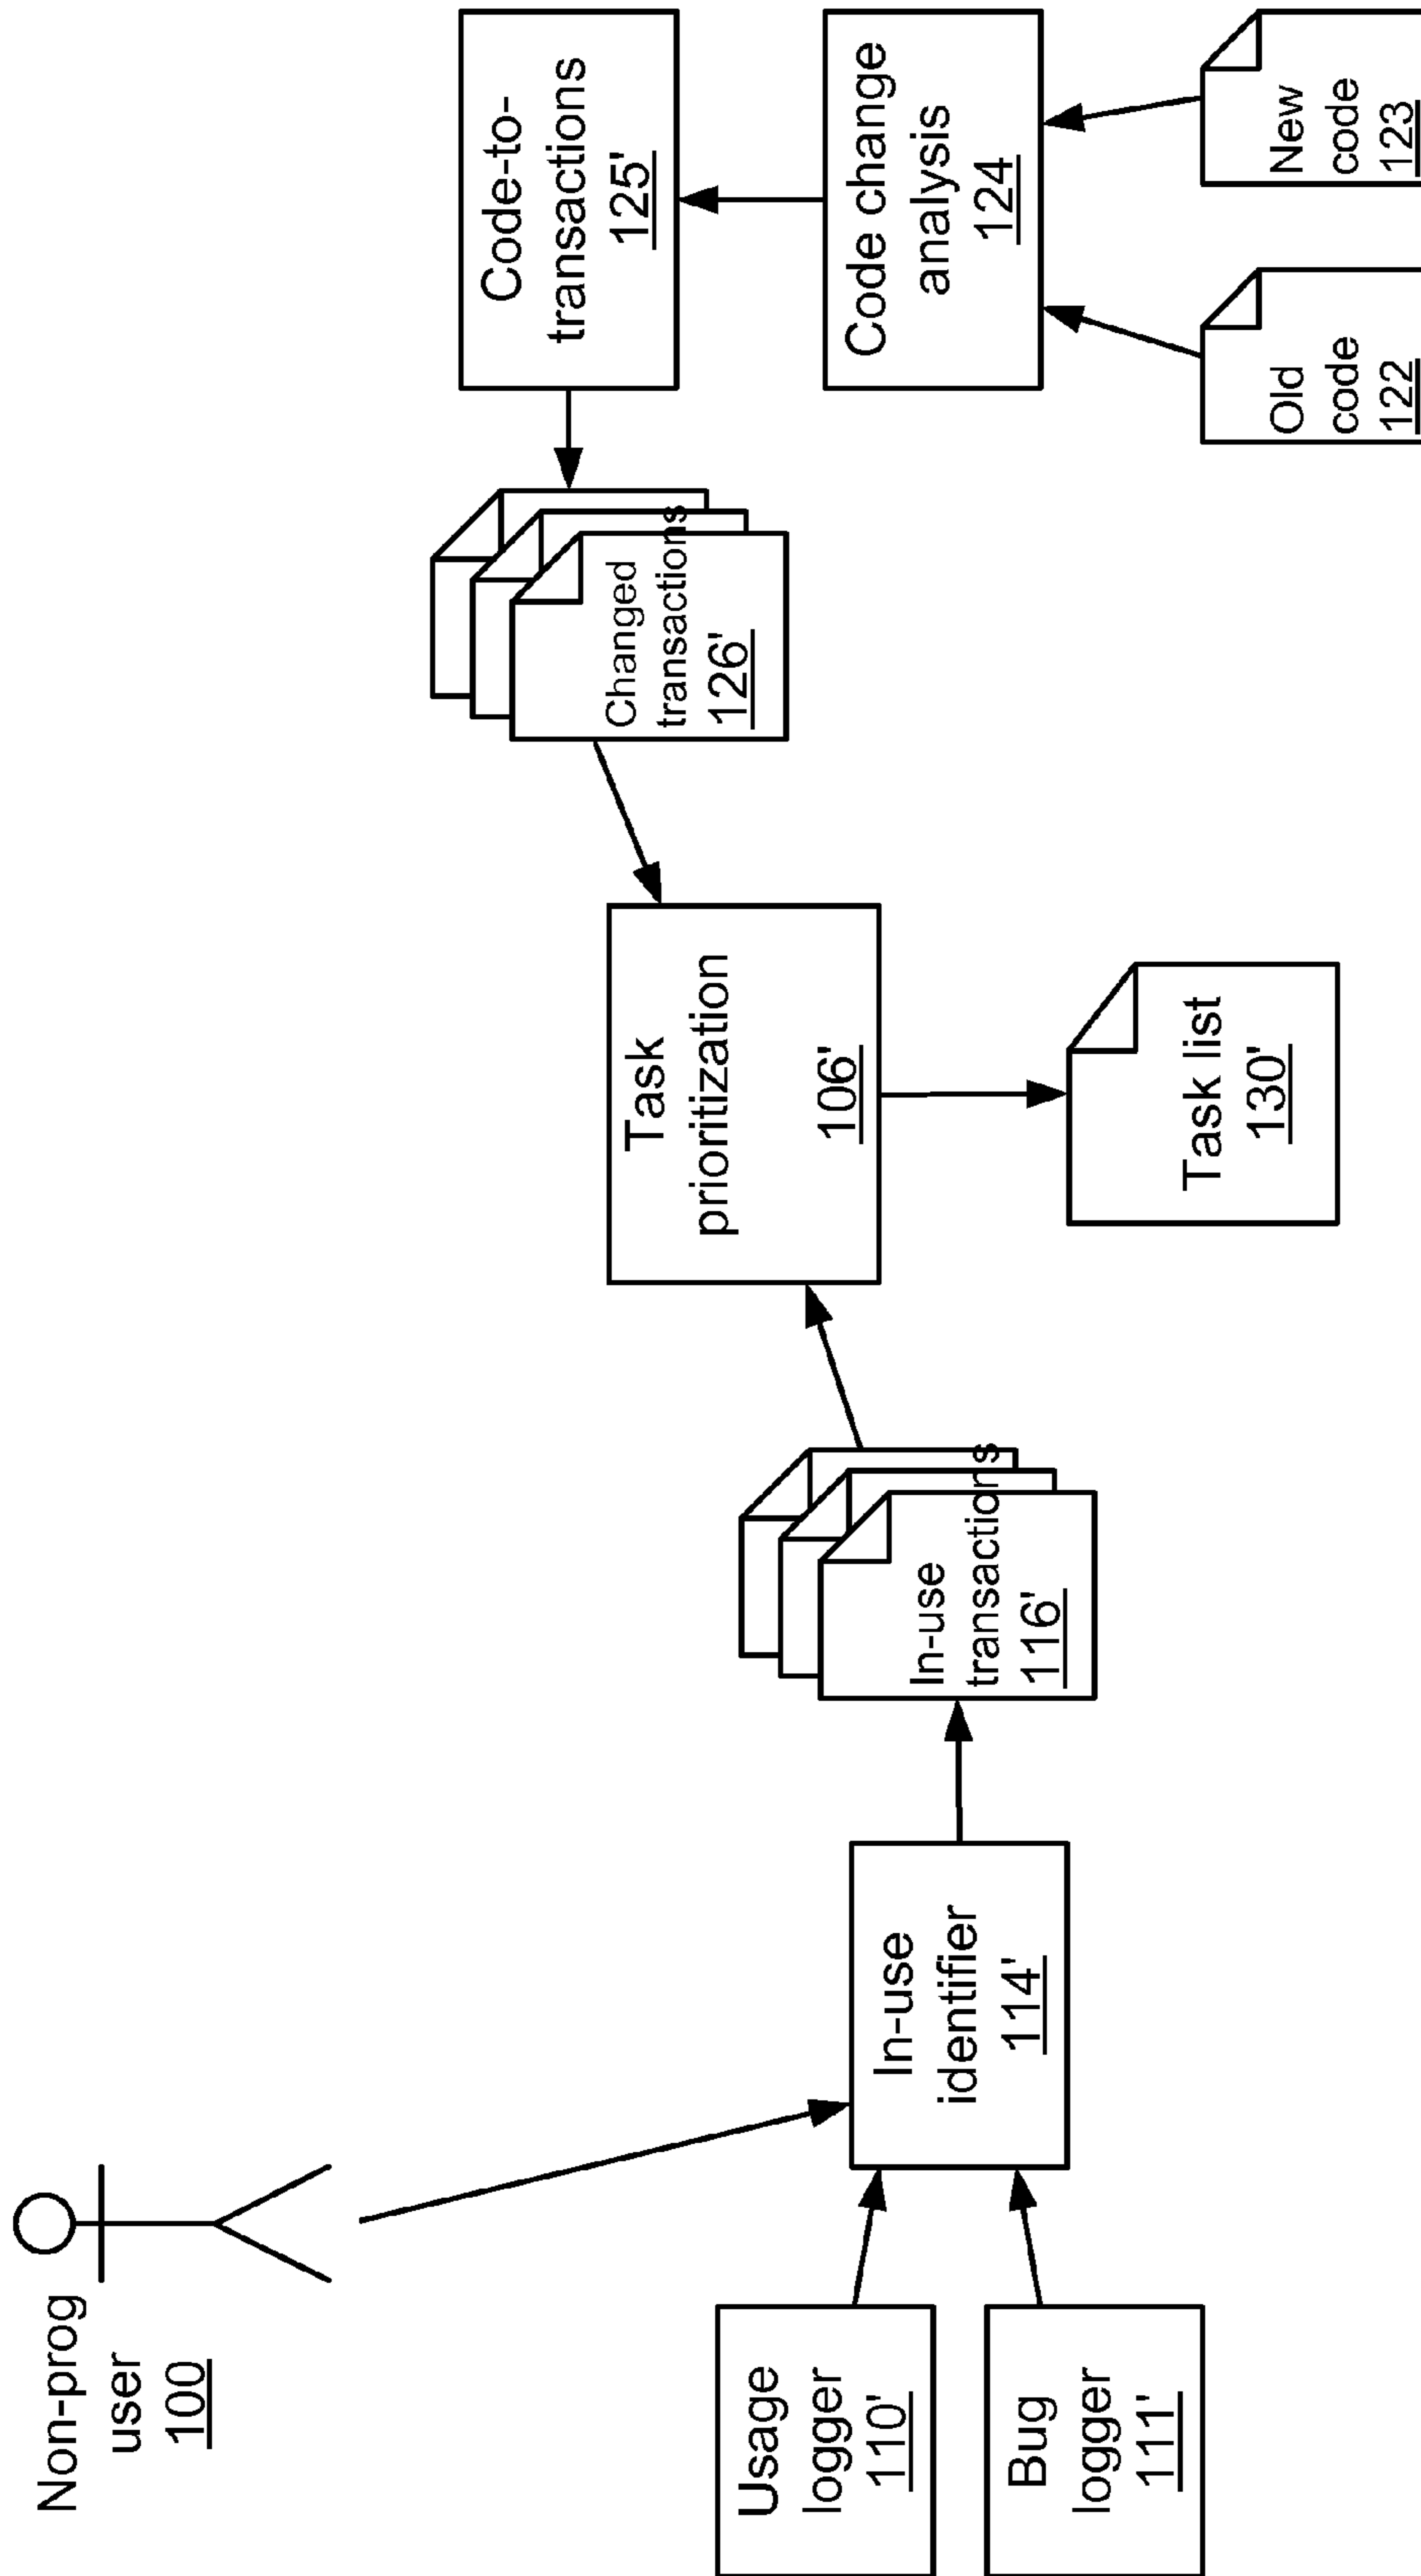 Non-prog
user
100
Usage
logger
110'
Bug
logger
111'
In-use
identifier
114'
In-use
transactions
116'
Task
prioritization
106'
Task list
130'
Changed
transactions
126'
Code-to-
transactions
125'
Code change
analysis
124
Old
code
122
New
code
123